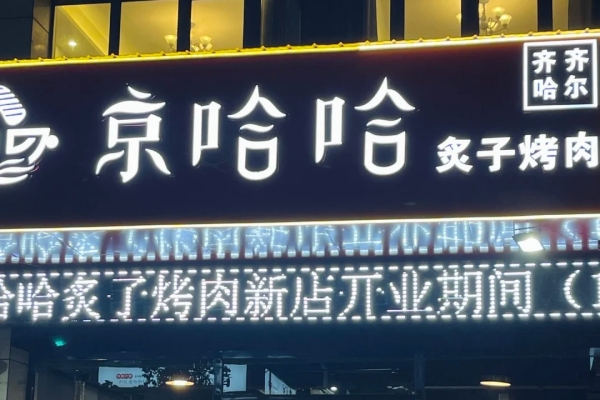 京哈哈
齐齐
哈尔
炙子烤肉
哈哈炙子烤肉新店开业期间（